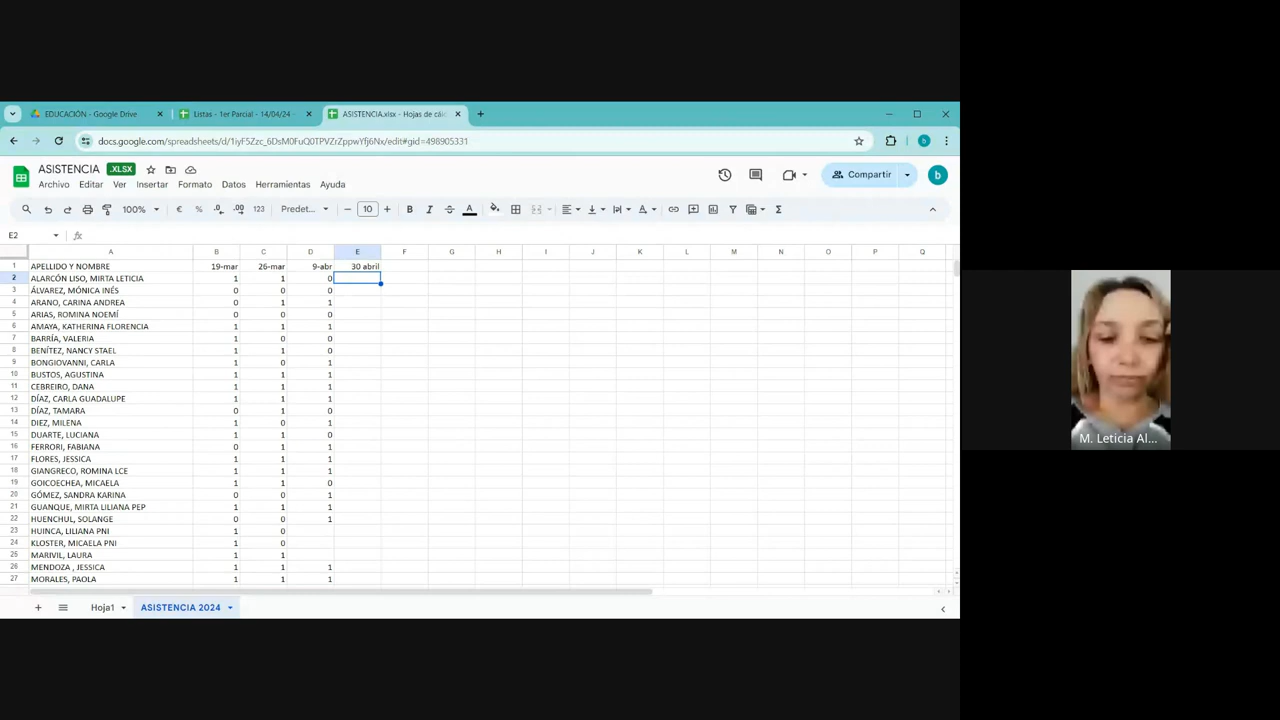 EDUCACIÓN - Google Drive
Listas - 1er Parcial - 14/04/24 -
ASISTENCIA.xlsx - Hojas de cálc
docs.google.com/spreadsheets/d/1iyF5Zzc_6DsM0FuQ0TPVZrZppwYfj6Nx/edit#gid=498905331
ASISTENCIA .XLSX
Archivo Editar Ver Insertar Formato Datos Herramientas Ayuda
Compartir
b
100% € % .0 .00 123 Predet... 10 B I A
E2 fx
A B C D E F G H I J K L M N O P Q
1 APELLIDO Y NOMBRE 19-mar 26-mar 9-abr 30 abril
2 ALARCÓN LISO, MIRTA LETICIA 1 1 0
3 ÁLVAREZ, MÓNICA INÉS 0 0 0
4 ARANO, CARINA ANDREA 0 1 1
5 ARIAS, ROMINA NOEMÍ 0 0 0
6 AMAYA, KATHERINA FLORENCIA 1 1 1
7 BARRÍA, VALERIA 1 0 0
8 BENÍTEZ, NANCY STAEL 1 1 0
9 BONGIOVANNI, CARLA 1 0 1
10 BUSTOS, AGUSTINA 1 1 1
11 CEBREIRO, DANA 1 1 1
12 DÍAZ, CARLA GUADALUPE 1 1 1
13 DÍAZ, TAMARA 0 1 0
14 DIEZ, MILENA 1 0 1
15 DUARTE, LUCIANA 1 1 0
16 FERRORI, FABIANA 0 1 1
17 FLORES, JESSICA 1 1 1
18 GIANGRECO, ROMINA LCE 1 1 1
19 GOICOECHEA, MICAELA 1 1 0
20 GÓMEZ, SANDRA KARINA 0 0 1
21 GUANQUE, MIRTA LILIANA PEP 1 1 1
22 HUENCHUL, SOLANGE 0 0 1
23 HUINCA, LILIANA PNI 1 0
24 KLOSTER, MICAELA PNI 1 0
25 MARIVIL, LAURA 1 1
26 MENDOZA , JESSICA 1 1 1
27 MORALES, PAOLA 1 1 1
Hoja1 ASISTENCIA 2024
M. Leticia Al...